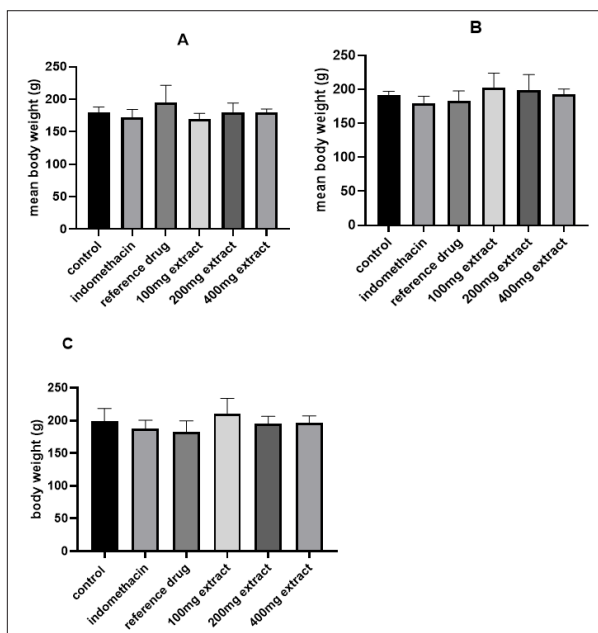 A
mean body weight (g)
250
200
150
100
50
0
control
indomethacin
reference drug
100mg extract
200mg extract
400mg extract
B
mean body weight (g)
250
200
150
100
50
0
control
indomethacin
reference drug
100mg extract
200mg extract
400mg extract
C
body weight (g)
250
200
150
100
50
0
control
indomethacin
reference drug
100mg extract
200mg extract
400mg extract